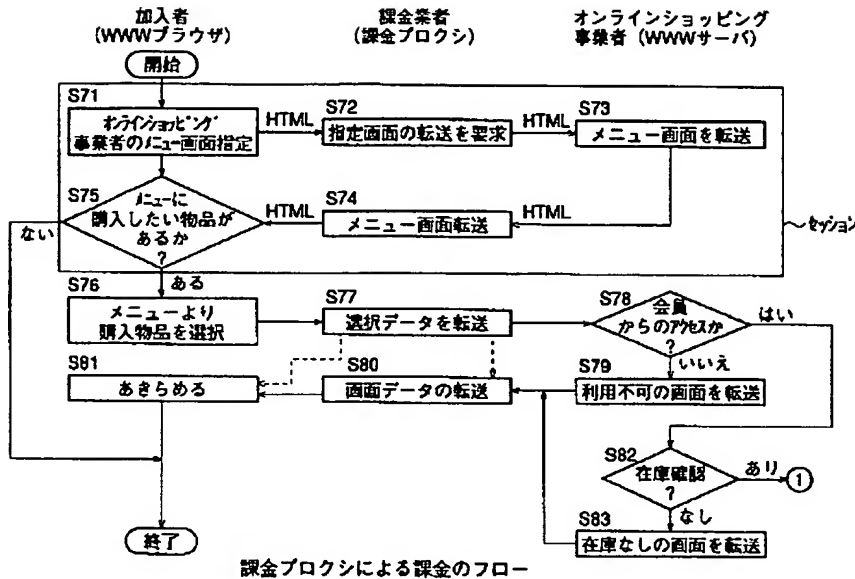 加入者
(WWWブラウザ)
課金業者
(課金プロクシ)
オンラインショッピング
事業者(WWWサーバ)
開始
S71
オンラインショッピング
事業者のメニュー画面指定
HTML
S72
指定画面の転送を要求
HTML
S73
メニュー画面を転送
S75
メニューに
購入したい物品が
あるか
?
ない
HTML
S74
メニュー画面転送
HTML
セッション
ある
S76
メニューより
購入物品を選択
S77
選択データを転送
S78
会員
からのアクセスか
?
はい
いいえ
S81
あきらめる
S80
画面データの転送
S79
利用不可の画面を転送
S82
在庫確認
?
あり
1
なし
S83
在庫なしの画面を転送
終了
課金プロクシによる課金のフロー